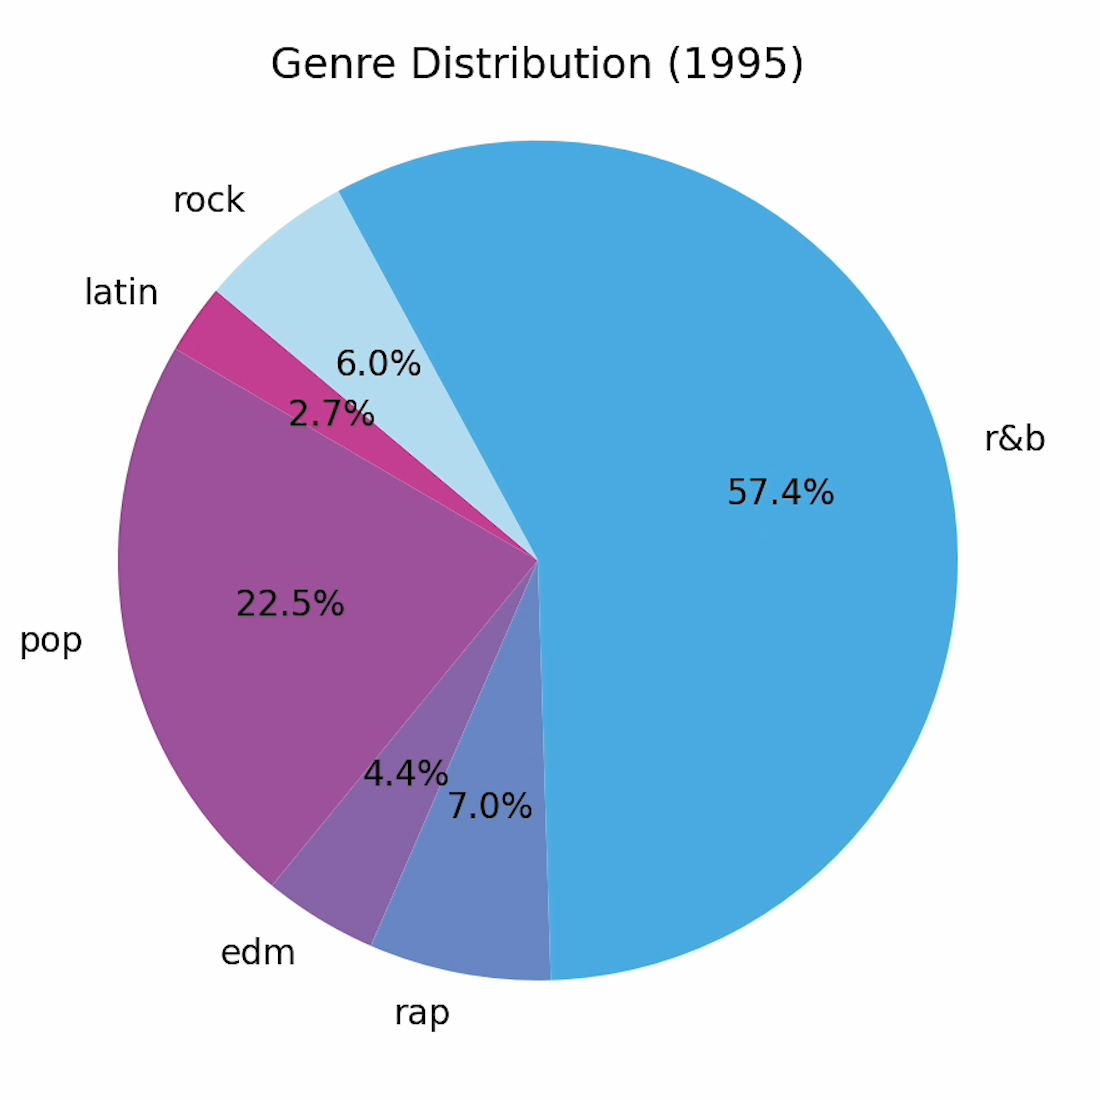 Genre Distribution (1995)
rock
latin
6.0%
2.7%
r&b
57.4%
22.5%
pop
4.4%
7.0%
edm
rap